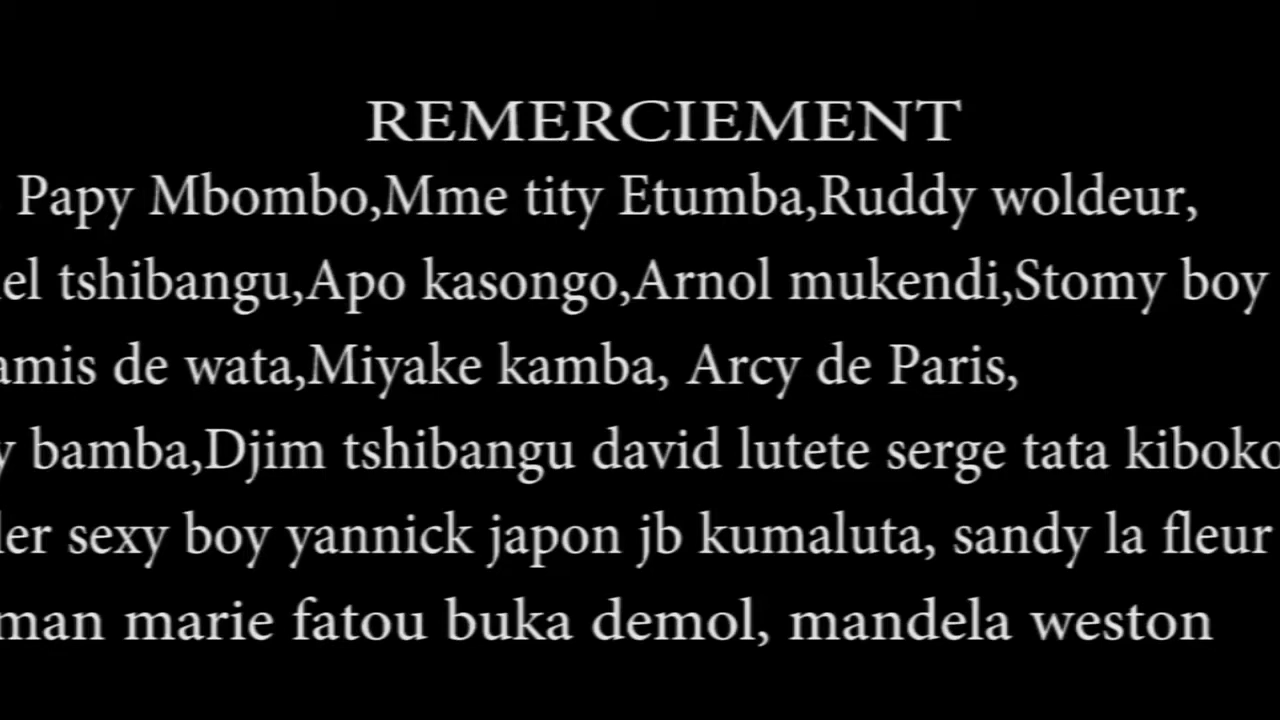 REMERCIEMENT
Papy Mbombo,Mme tity Etumba,Ruddy woldeur,
tshibangu,Apo kasongo,Arnol mukendi,Stomy boy
amis de wata,Miyake kamba, Arcy de Paris,
bamba,Djim tshibangu david lutete serge tata kiboko
sexy boy yannick japon jb kumaluta, sandy la fleur
marie fatou buka demol, mandela weston